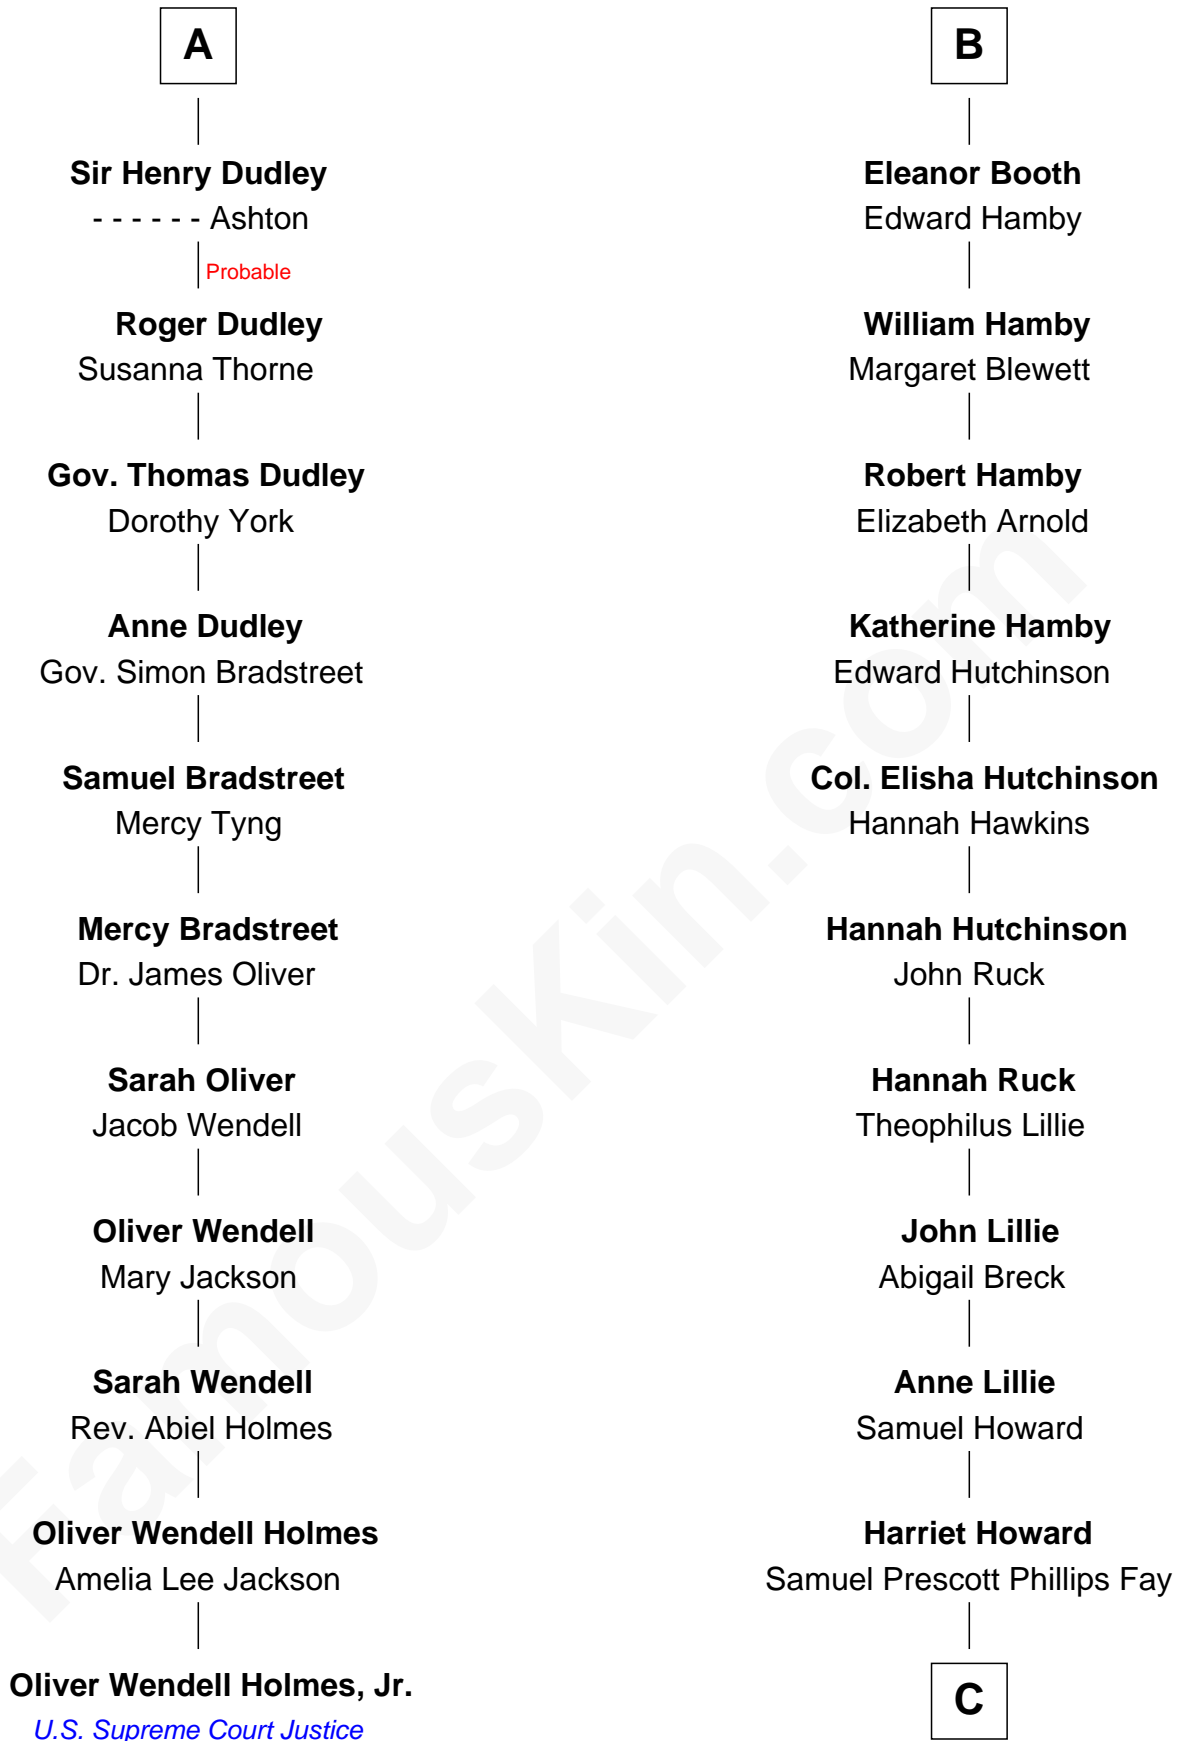 A
Sir Henry Dudley
- - - - - - Ashton
Probable
Roger Dudley
Susanna Thorne
Gov. Thomas Dudley
Dorothy York
Anne Dudley
Gov. Simon Bradstreet
Samuel Bradstreet
Mercy Tyng
Mercy Bradstreet
Dr. James Oliver
Sarah Oliver
Jacob Wendell
Oliver Wendell
Mary Jackson
Sarah Wendell
Rev. Abiel Holmes
Oliver Wendell Holmes
Amelia Lee Jackson
Oliver Wendell Holmes, Jr.
U.S. Supreme Court Justice
B
Eleanor Booth
Edward Hamby
William Hamby
Margaret Blewett
Robert Hamby
Elizabeth Arnold
Katherine Hamby
Edward Hutchinson
Col. Elisha Hutchinson
Hannah Hawkins
Hannah Hutchinson
John Ruck
Hannah Ruck
Theophilus Lillie
John Lillie
Abigail Breck
Anne Lillie
Samuel Howard
Harriet Howard
Samuel Prescott Phillips Fay
C
FamousKin.com